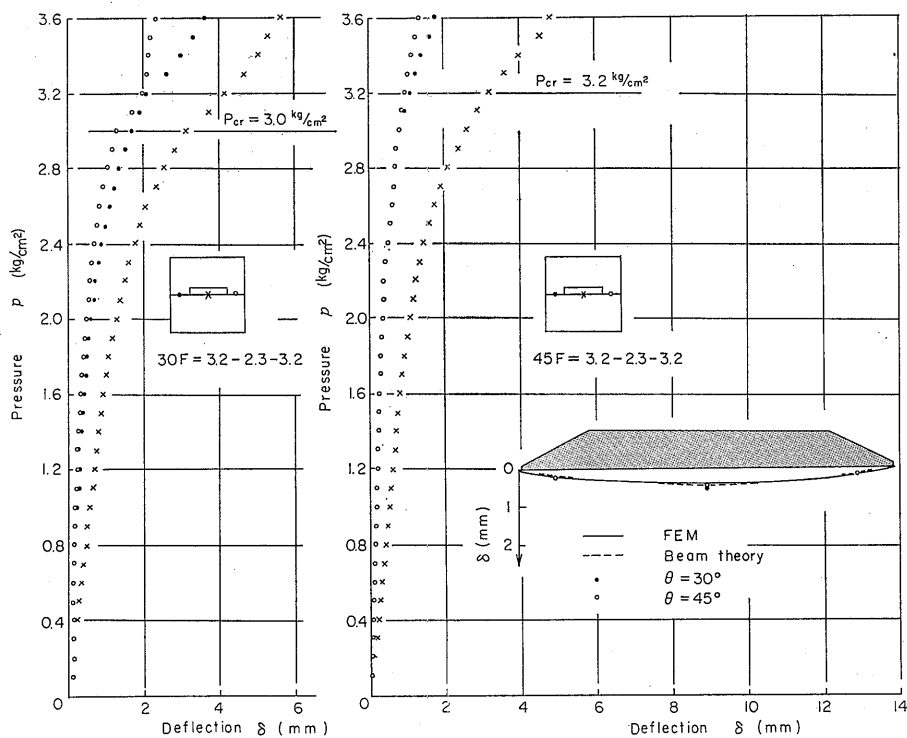 3.6
3.2
2.8
2.4
2.0
1.6
1.2
0.8
0.4
0
Pressure p (kg/cm²)
Pcr = 3.0 kg/cm²
30F = 3.2-2.3-3.2
2
4
6
Deflection δ (mm)
3.6
3.2
2.8
2.4
2.0
1.6
1.2
0.8
0.4
0
Pressure p (kg/cm²)
Pcr = 3.2 kg/cm²
45F = 3.2-2.3-3.2
0
1
2
δ (mm)
FEM
Beam theory
θ = 30°
θ = 45°
2
4
6
8
10
12
14
Deflection δ (mm)